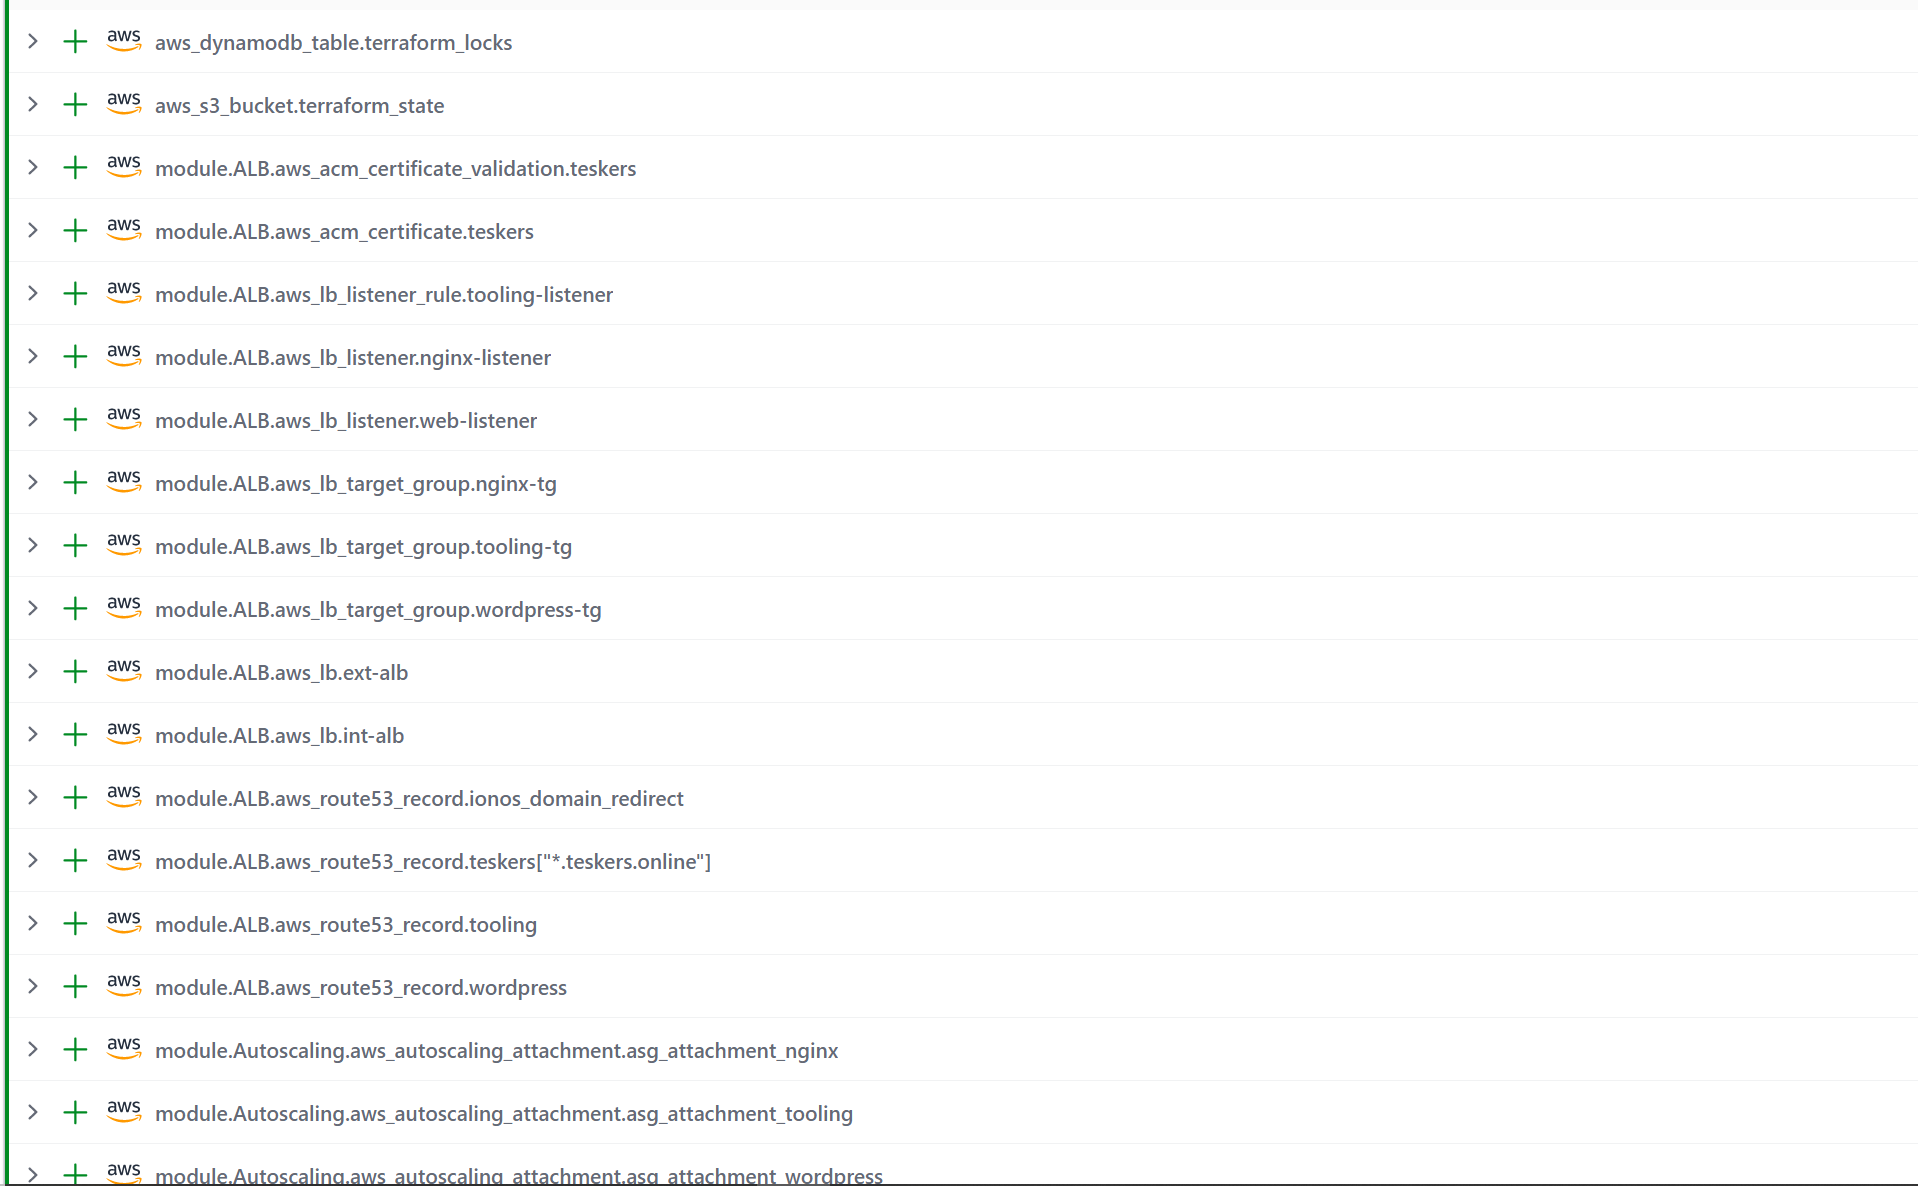 aws aws_dynamodb_table.terraform_locks
aws aws_s3_bucket.terraform_state
aws module.ALB.aws_acm_certificate_validation.teskers
aws module.ALB.aws_acm_certificate.teskers
aws module.ALB.aws_lb_listener_rule.tooling-listener
aws module.ALB.aws_lb_listener.nginx-listener
aws module.ALB.aws_lb_listener.web-listener
aws module.ALB.aws_lb_target_group.nginx-tg
aws module.ALB.aws_lb_target_group.tooling-tg
aws module.ALB.aws_lb_target_group.wordpress-tg
aws module.ALB.aws_lb.ext-alb
aws module.ALB.aws_lb.int-alb
aws module.ALB.aws_route53_record.ionos_domain_redirect
aws module.ALB.aws_route53_record.teskers["*.teskers.online"]
aws module.ALB.aws_route53_record.tooling
aws module.ALB.aws_route53_record.wordpress
aws module.Autoscaling.aws_autoscaling_attachment.asg_attachment_nginx
aws module.Autoscaling.aws_autoscaling_attachment.asg_attachment_tooling
aws module.Autoscaling.aws_autoscaling_attachment.asg_attachment_wordpress